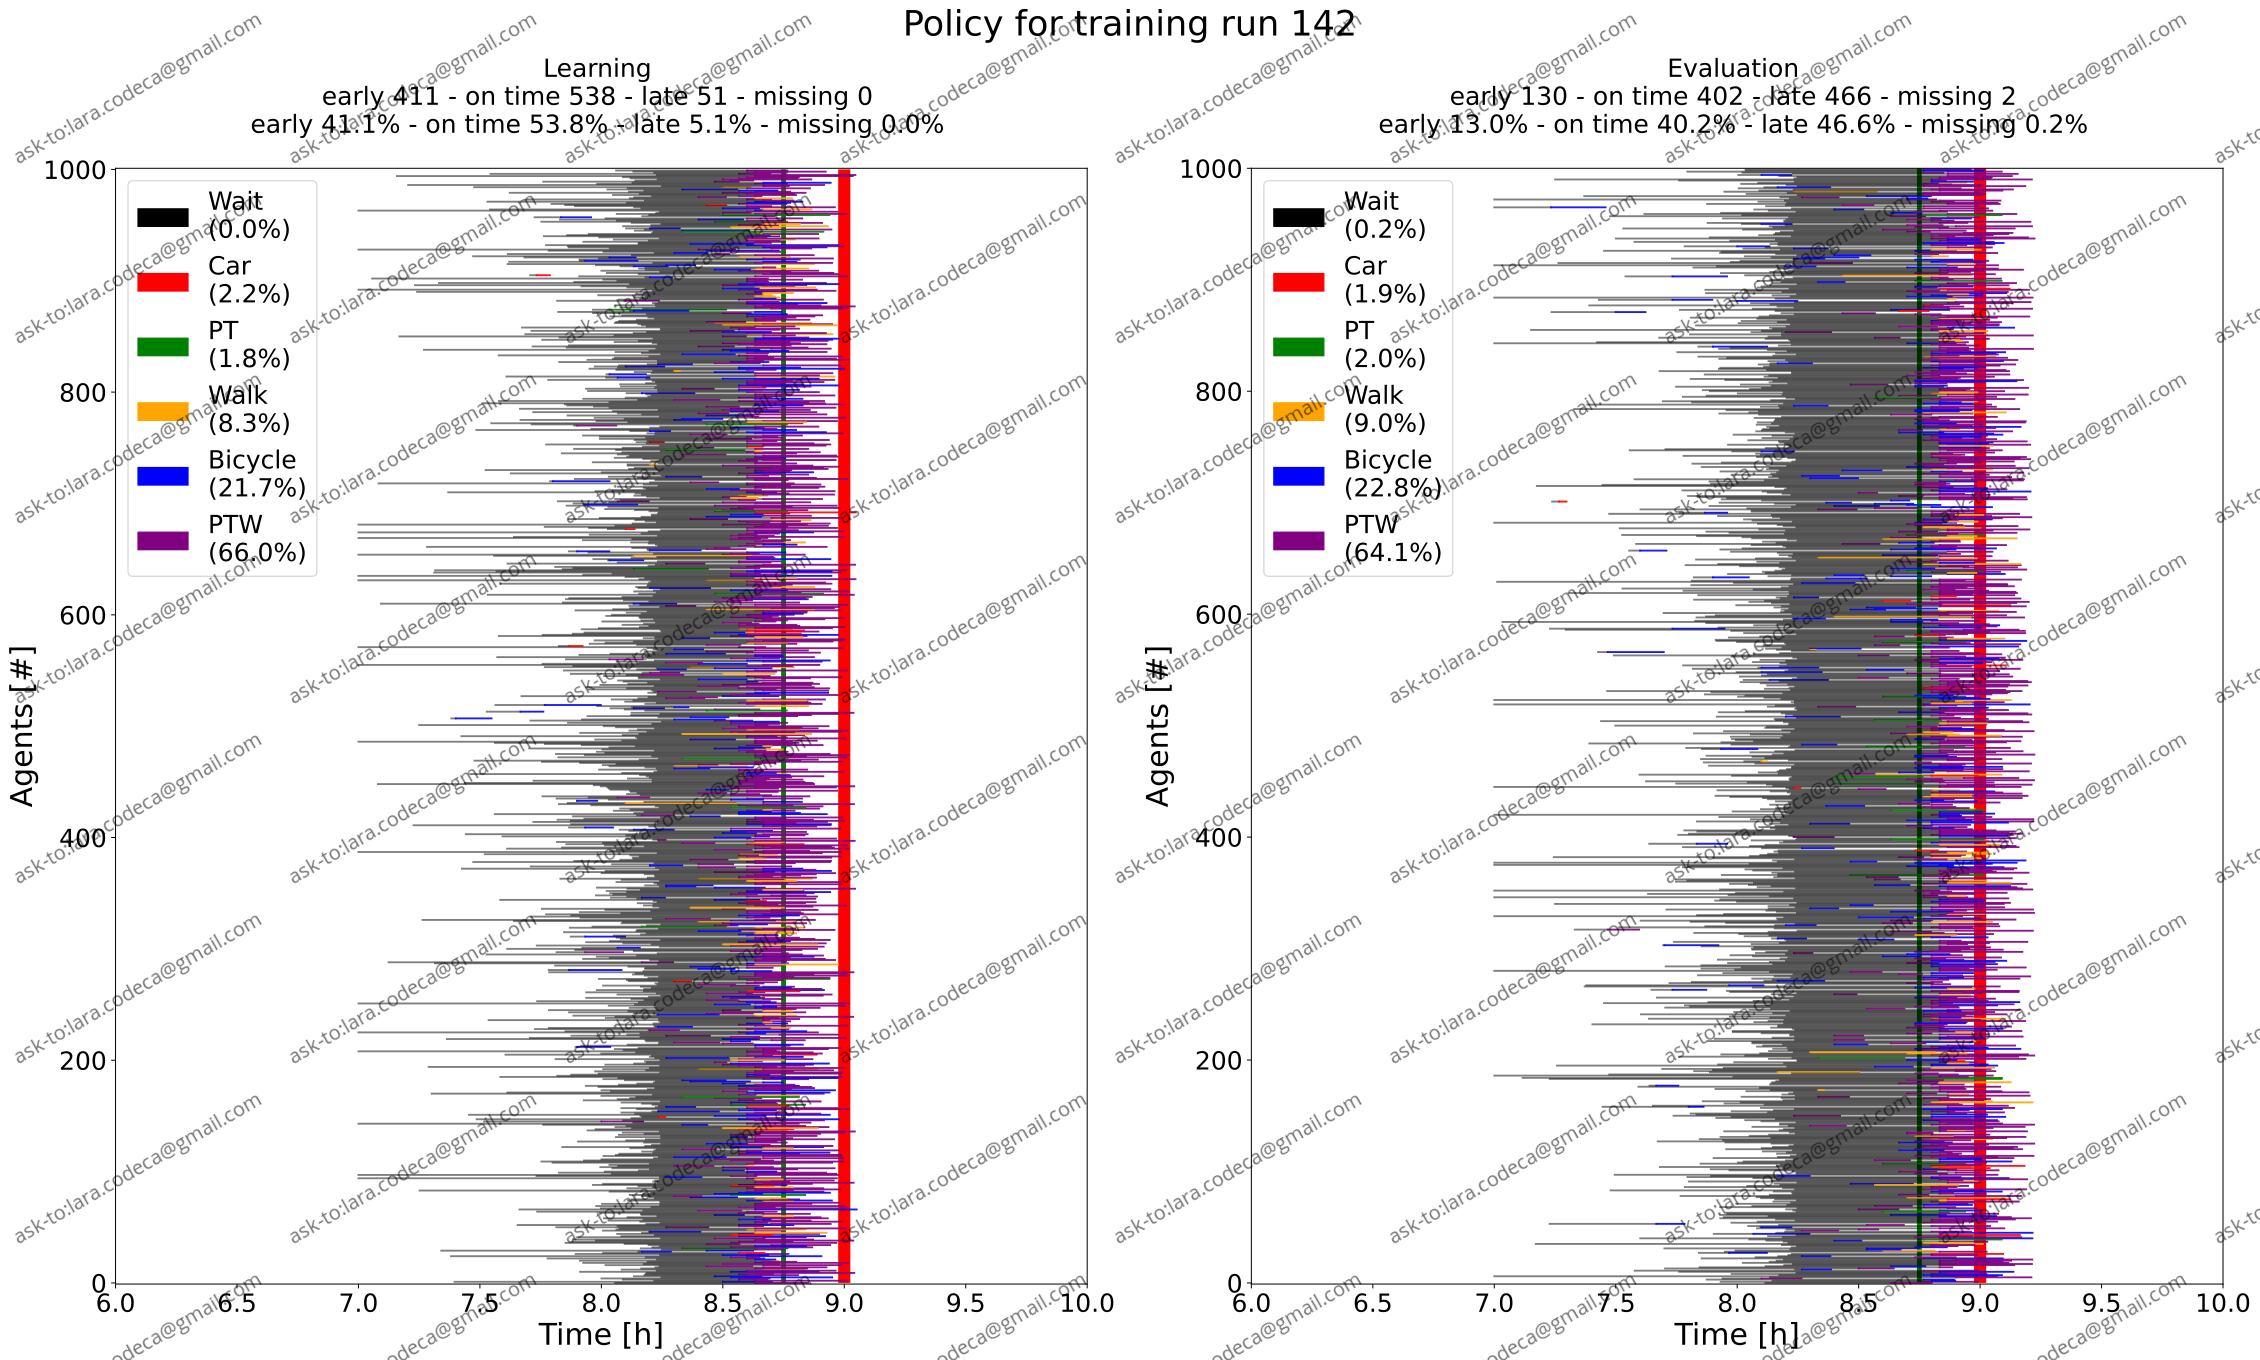 Policy for training run 142
Learning
early 411 - on time 538 - late 51 - missing 0
early 41.1% - on time 53.8% - late 5.1% - missing 0.0%
1000
800
600
400
200
0
Agents [#]
Wait
(0.0%)
Car
(2.2%)
PT
(1.8%)
Walk
(8.3%)
Bicycle
(21.7%)
PTW
(66.0%)
6.0 6.5 7.0 7.5 8.0 8.5 9.0 9.5 10.0
Time [h]
Evaluation
early 130 - on time 402 - late 466 - missing 2
early 13.0% - on time 40.2% - late 46.6% - missing 0.2%
1000
800
600
400
200
0
Agents [#]
Wait
(0.2%)
Car
(1.9%)
PT
(2.0%)
Walk
(9.0%)
Bicycle
(22.8%)
PTW
(64.1%)
6.0 6.5 7.0 7.5 8.0 8.5 9.0 9.5 10.0
Time [h]
ask-to:lara.codeca@gmail.com